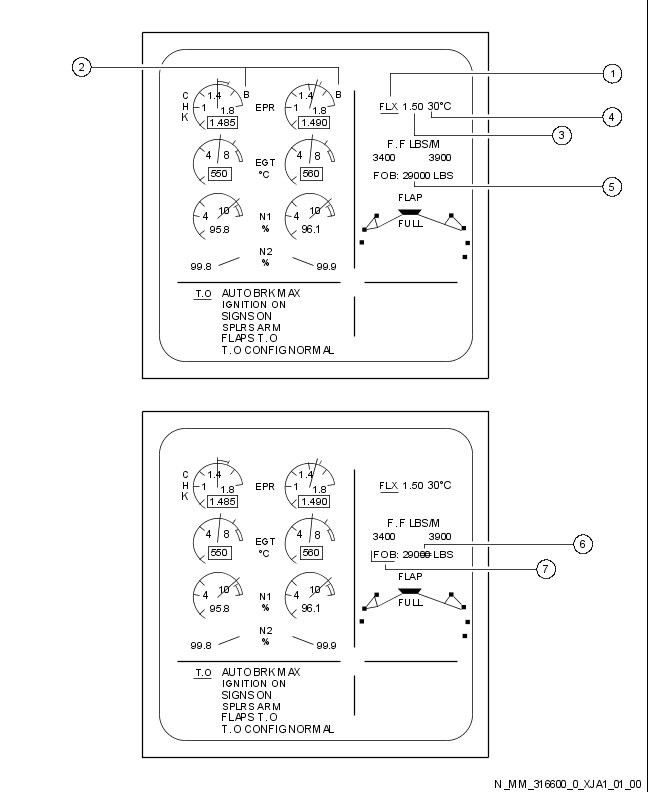 2
1
4
3
5
C
H
K
1
1.4
1.8
B
1.485
EPR
1
1.4
1.8
B
1.490
FLX 1.50 30°C
F.F LBS/M
3400 3900
FOB: 29000 LBS
4 8
550
EGT
°C
4 8
560
FLAP
FULL
4 10
95.8
N1
%
4 10
96.1
99.8
N2
%
99.9
T.O AUTO BRK MAX
IGNITION ON
SIGNS ON
SPLRS ARM
FLAPS T.O
T.O CONFIG NORMAL
C
H
K
1
1.4
1.8
1.485
EPR
1
1.4
1.8
1.490
FLX 1.50 30°C
F.F LBS/M
3400 3900
6
FOB: 29000 LBS
7
4 8
550
EGT
°C
4 8
560
FLAP
FULL
4 10
95.8
N1
%
4 10
96.1
99.8
N2
%
99.9
T.O AUTO BRK MAX
IGNITION ON
SIGNS ON
SPLRS ARM
FLAPS T.O
T.O CONFIG NORMAL
N_MM_316600_0_XJA1_01_00